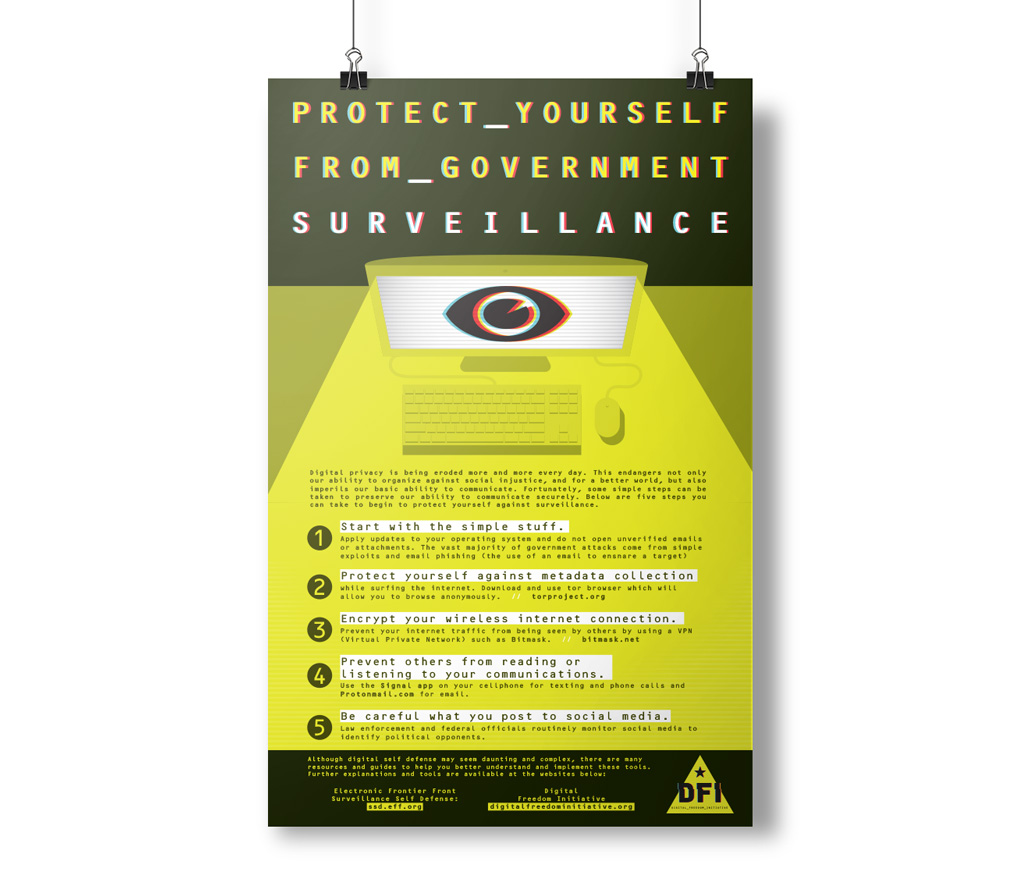 PROTECT_YOURSELF
FROM_GOVERNMENT
SURVEILLANCE
Digital privacy is being eroded more and more every day. This endangers not only
our ability to organize against social injustice, and for a better world, but also
imperils our basic ability to communicate. Fortunately, some simple steps can be
taken to preserve our ability to communicate securely. Below are five steps you
can take to begin to protect yourself against surveillance.
1 Start with the simple stuff.
Apply updates to your operating system and do not open unverified emails
or attachments. The vast majority of government attacks come from simple
exploits and email phishing (the use of an email to ensnare a target)
2 Protect yourself against metadata collection
while surfing the internet. Download and use tor browser which will
allow you to browse anonymously. // torproject.org
3 Encrypt your wireless internet connection.
Prevent your internet traffic from being seen by others by using a VPN
(Virtual Private Network) such as Bitmask. // bitmask.net
4 Prevent others from reading or
listening to your communications.
Use the Signal app on your cellphone for texting and phone calls and
Protonmail.com for email.
5 Be careful what you post to social media.
Law enforcement and federal officials routinely monitor social media to
identify political opponents.
Although digital self defense may seem daunting and complex, there are many
resources and guides to help you better understand and implement these tools.
Further explanations and tools are available at the websites below:
Electronic Frontier Front
Surveillance Self Defense:
ssd.eff.org
Digital
Freedom Initiative
digitalfreedominitiative.org
DFI
DIGITAL_FREEDOM_INITIATIVE